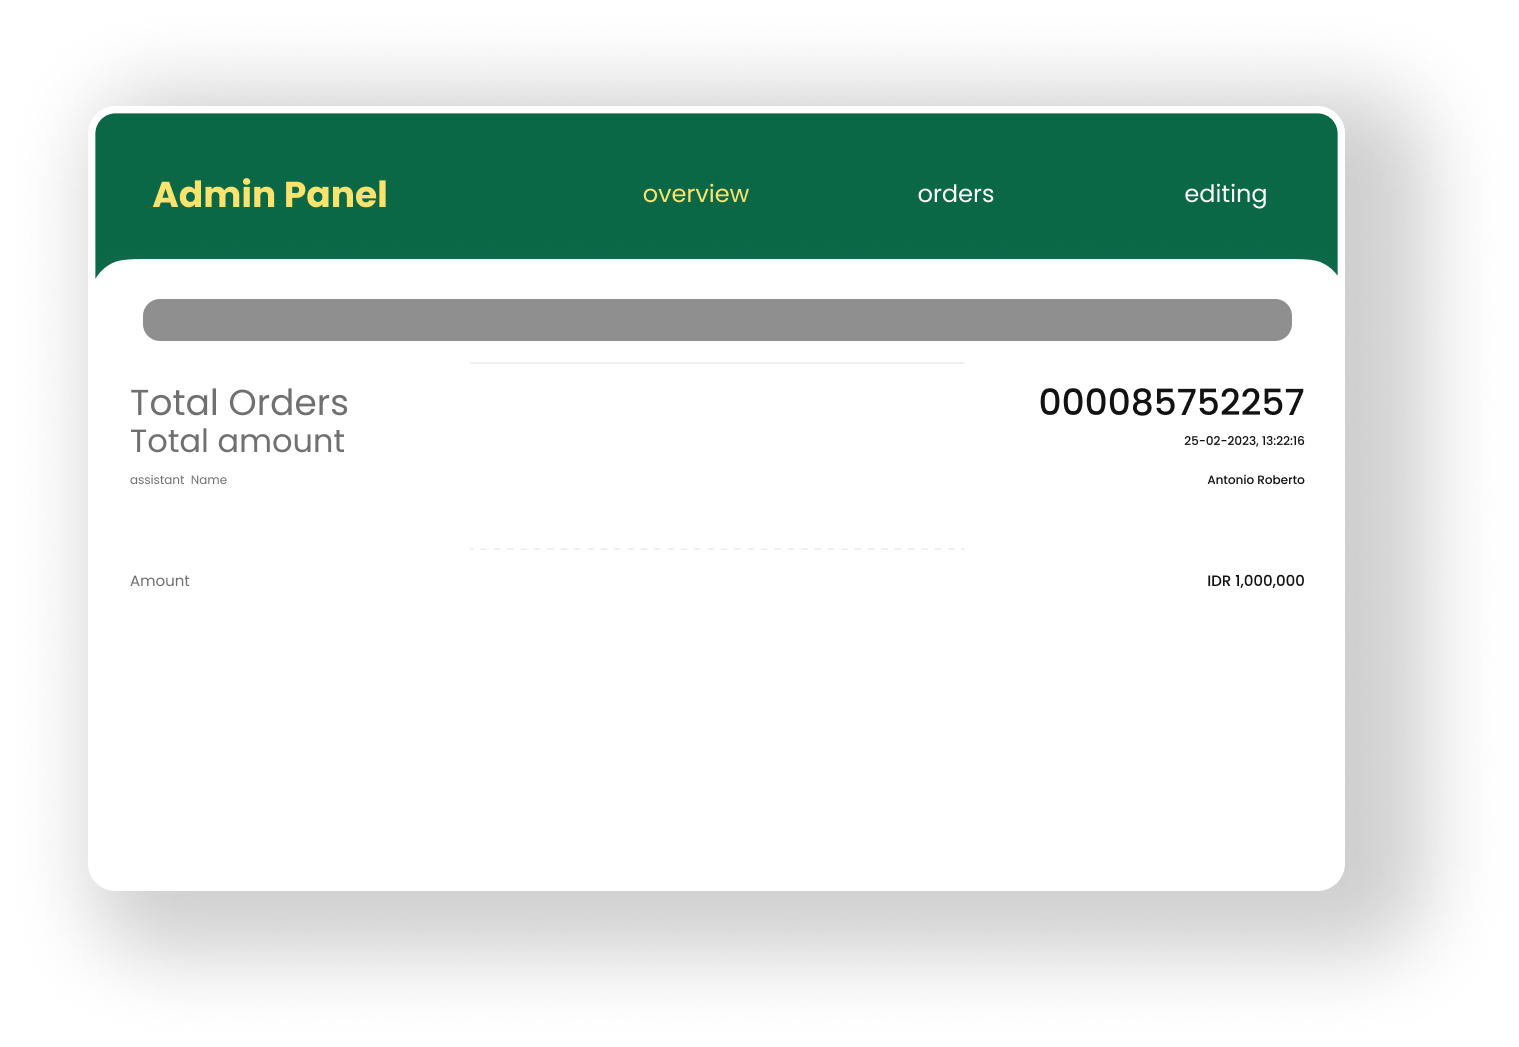 Admin Panel overview orders editing
Total Orders 000085752257
Total amount 25-02-2023, 13:22:16
assistant Name Antonio Roberto
Amount IDR 1,000,000